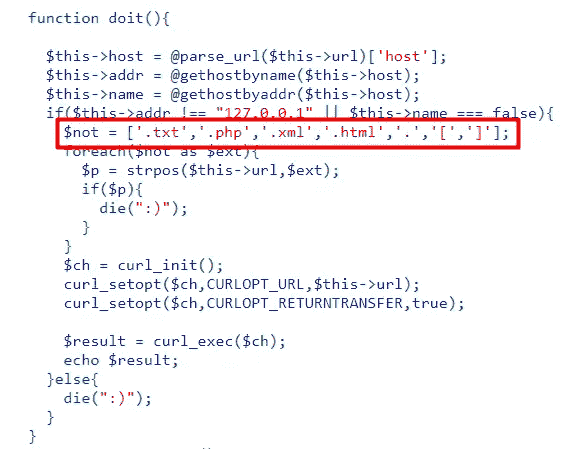 function doit(){
$this->host = @parse_url($this->url)['host'];
$this->addr = @gethostbyname($this->host);
$this->name = @gethostbyaddr($this->host);
if($this->addr !== "127.0.0.1" || $this->name === false){
$not = ['.txt','.php','.xml','.html','.','[',']'];
foreach($not as $ext){
$p = strpos($this->url,$ext);
if($p){
die(":)");
}
}
$ch = curl_init();
curl_setopt($ch,CURLOPT_URL,$this->url);
curl_setopt($ch,CURLOPT_RETURNTRANSFER,true);
$result = curl_exec($ch);
echo $result;
}else{
die(":)");
}
}